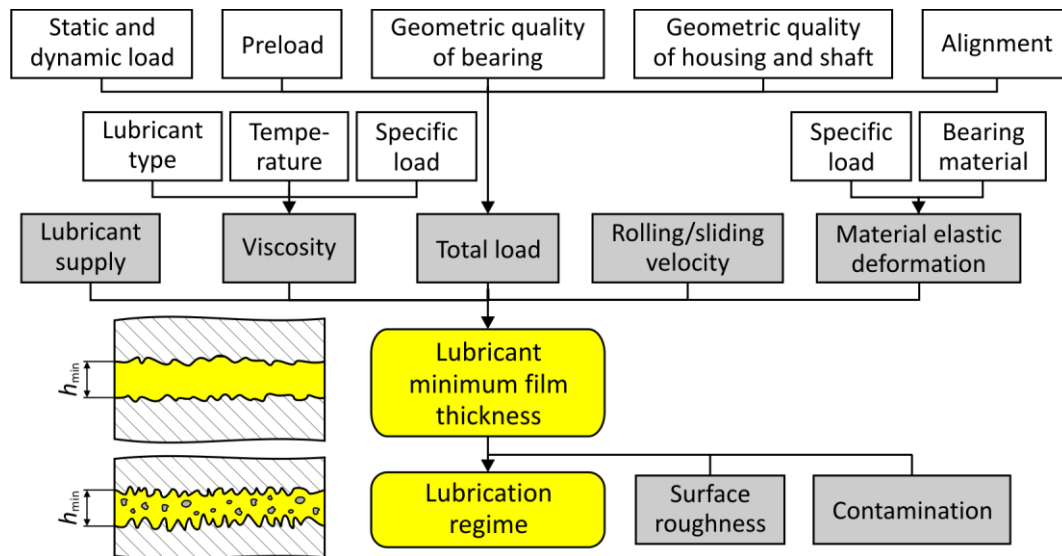 Static and
dynamic load
Preload
Geometric quality
of bearing
Geometric quality
of housing and shaft
Alignment
Lubricant
type
Tempe-
rature
Specific
load
Specific
load
Bearing
material
Lubricant
supply
Viscosity
Total load
Rolling/sliding
velocity
Material elastic
deformation
hmin
Lubricant
minimum film
thickness
hmin
Lubrication
regime
Surface
roughness
Contamination